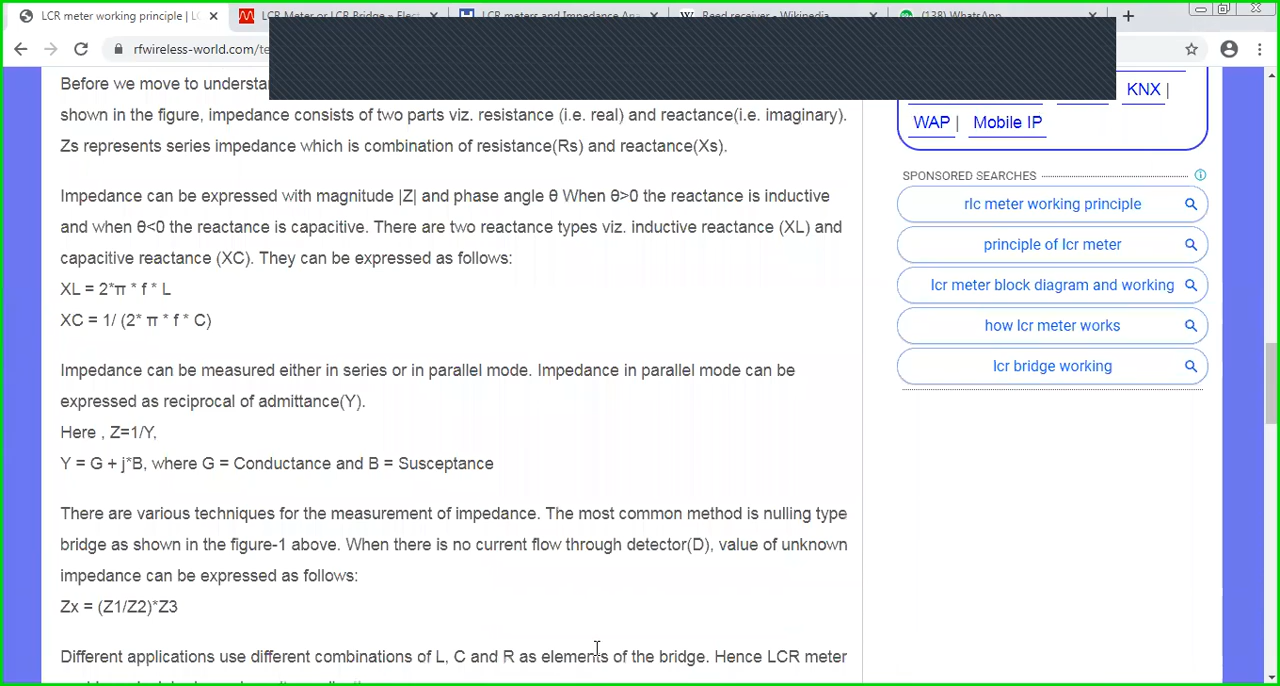 LCR meter working principle | LC
LCR Meter or LCR Bridge – Elect
LCR meters and Impedance Ana
Reed receiver - Wikipedia
(138) WhatsApp
rfwireless-world.com/te
Before we move to understan
shown in the figure, impedance consists of two parts viz. resistance (i.e. real) and reactance(i.e. imaginary).
Zs represents series impedance which is combination of resistance(Rs) and reactance(Xs).
Impedance can be expressed with magnitude |Z| and phase angle θ When θ>0 the reactance is inductive
and when θ<0 the reactance is capacitive. There are two reactance types viz. inductive reactance (XL) and
capacitive reactance (XC). They can be expressed as follows:
XL = 2*π * f * L
XC = 1/ (2* π * f * C)
Impedance can be measured either in series or in parallel mode. Impedance in parallel mode can be
expressed as reciprocal of admittance(Y).
Here , Z=1/Y,
Y = G + j*B, where G = Conductance and B = Susceptance
There are various techniques for the measurement of impedance. The most common method is nulling type
bridge as shown in the figure-1 above. When there is no current flow through detector(D), value of unknown
impedance can be expressed as follows:
Zx = (Z1/Z2)*Z3
Different applications use different combinations of L, C and R as elements of the bridge. Hence LCR meter
KNX |
WAP | Mobile IP
SPONSORED SEARCHES
rlc meter working principle
principle of lcr meter
lcr meter block diagram and working
how lcr meter works
lcr bridge working